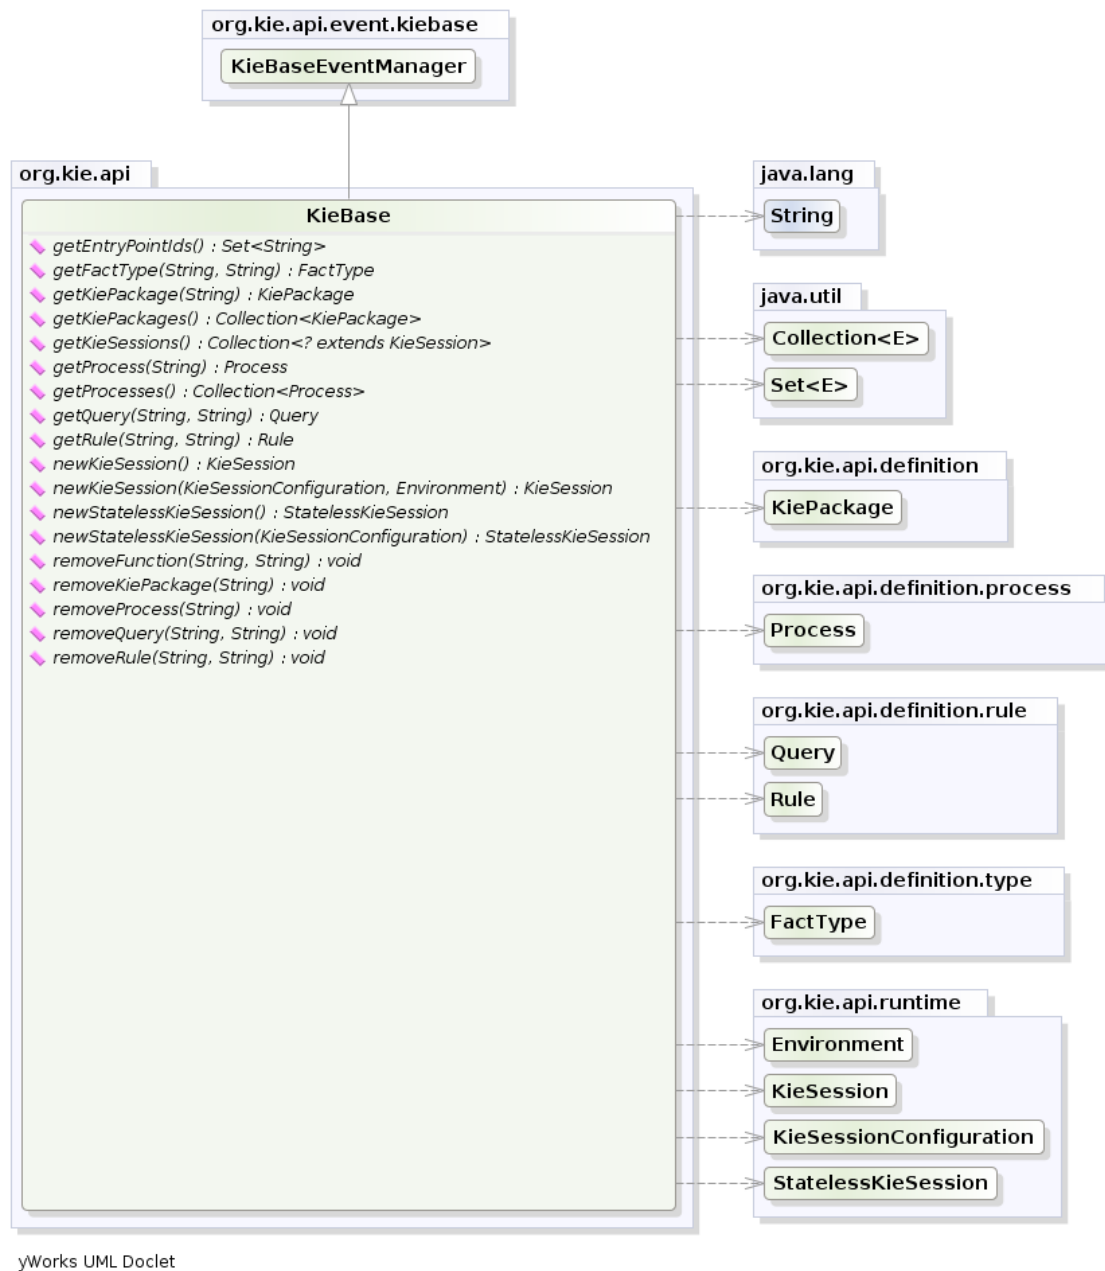 org.kie.api.event.kiebase
KieBaseEventManager
org.kie.api
KieBase
getEntryPointIds() : Set<String>
getFactType(String, String) : FactType
getKiePackage(String) : KiePackage
getKiePackages() : Collection<KiePackage>
getKieSessions() : Collection<? extends KieSession>
getProcess(String) : Process
getProcesses() : Collection<Process>
getQuery(String, String) : Query
getRule(String, String) : Rule
newKieSession() : KieSession
newKieSession(KieSessionConfiguration, Environment) : KieSession
newStatelessKieSession() : StatelessKieSession
newStatelessKieSession(KieSessionConfiguration) : StatelessKieSession
removeFunction(String, String) : void
removeKiePackage(String) : void
removeProcess(String) : void
removeQuery(String, String) : void
removeRule(String, String) : void
java.lang
String
java.util
Collection<E>
Set<E>
org.kie.api.definition
KiePackage
org.kie.api.definition.process
Process
org.kie.api.definition.rule
Query
Rule
org.kie.api.definition.type
FactType
org.kie.api.runtime
Environment
KieSession
KieSessionConfiguration
StatelessKieSession
yWorks UML Doclet